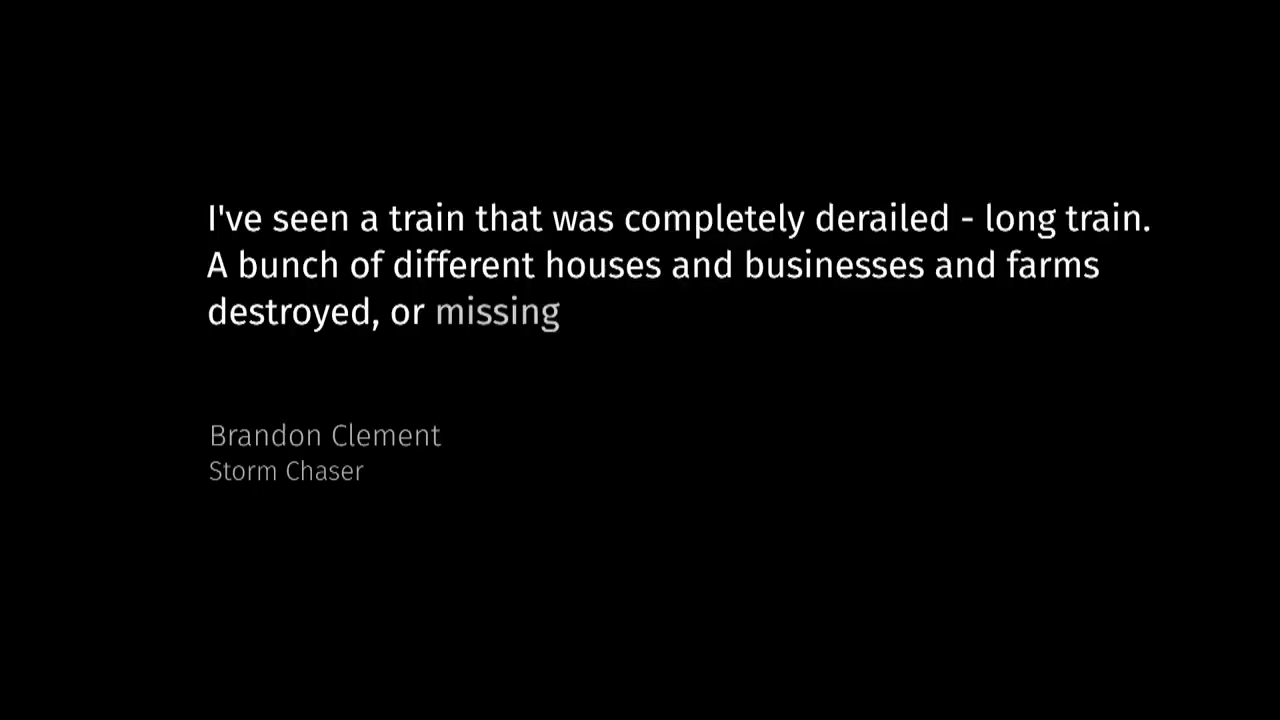 I've seen a train that was completely derailed - long train.
A bunch of different houses and businesses and farms
destroyed, or missing
Brandon Clement
Storm Chaser